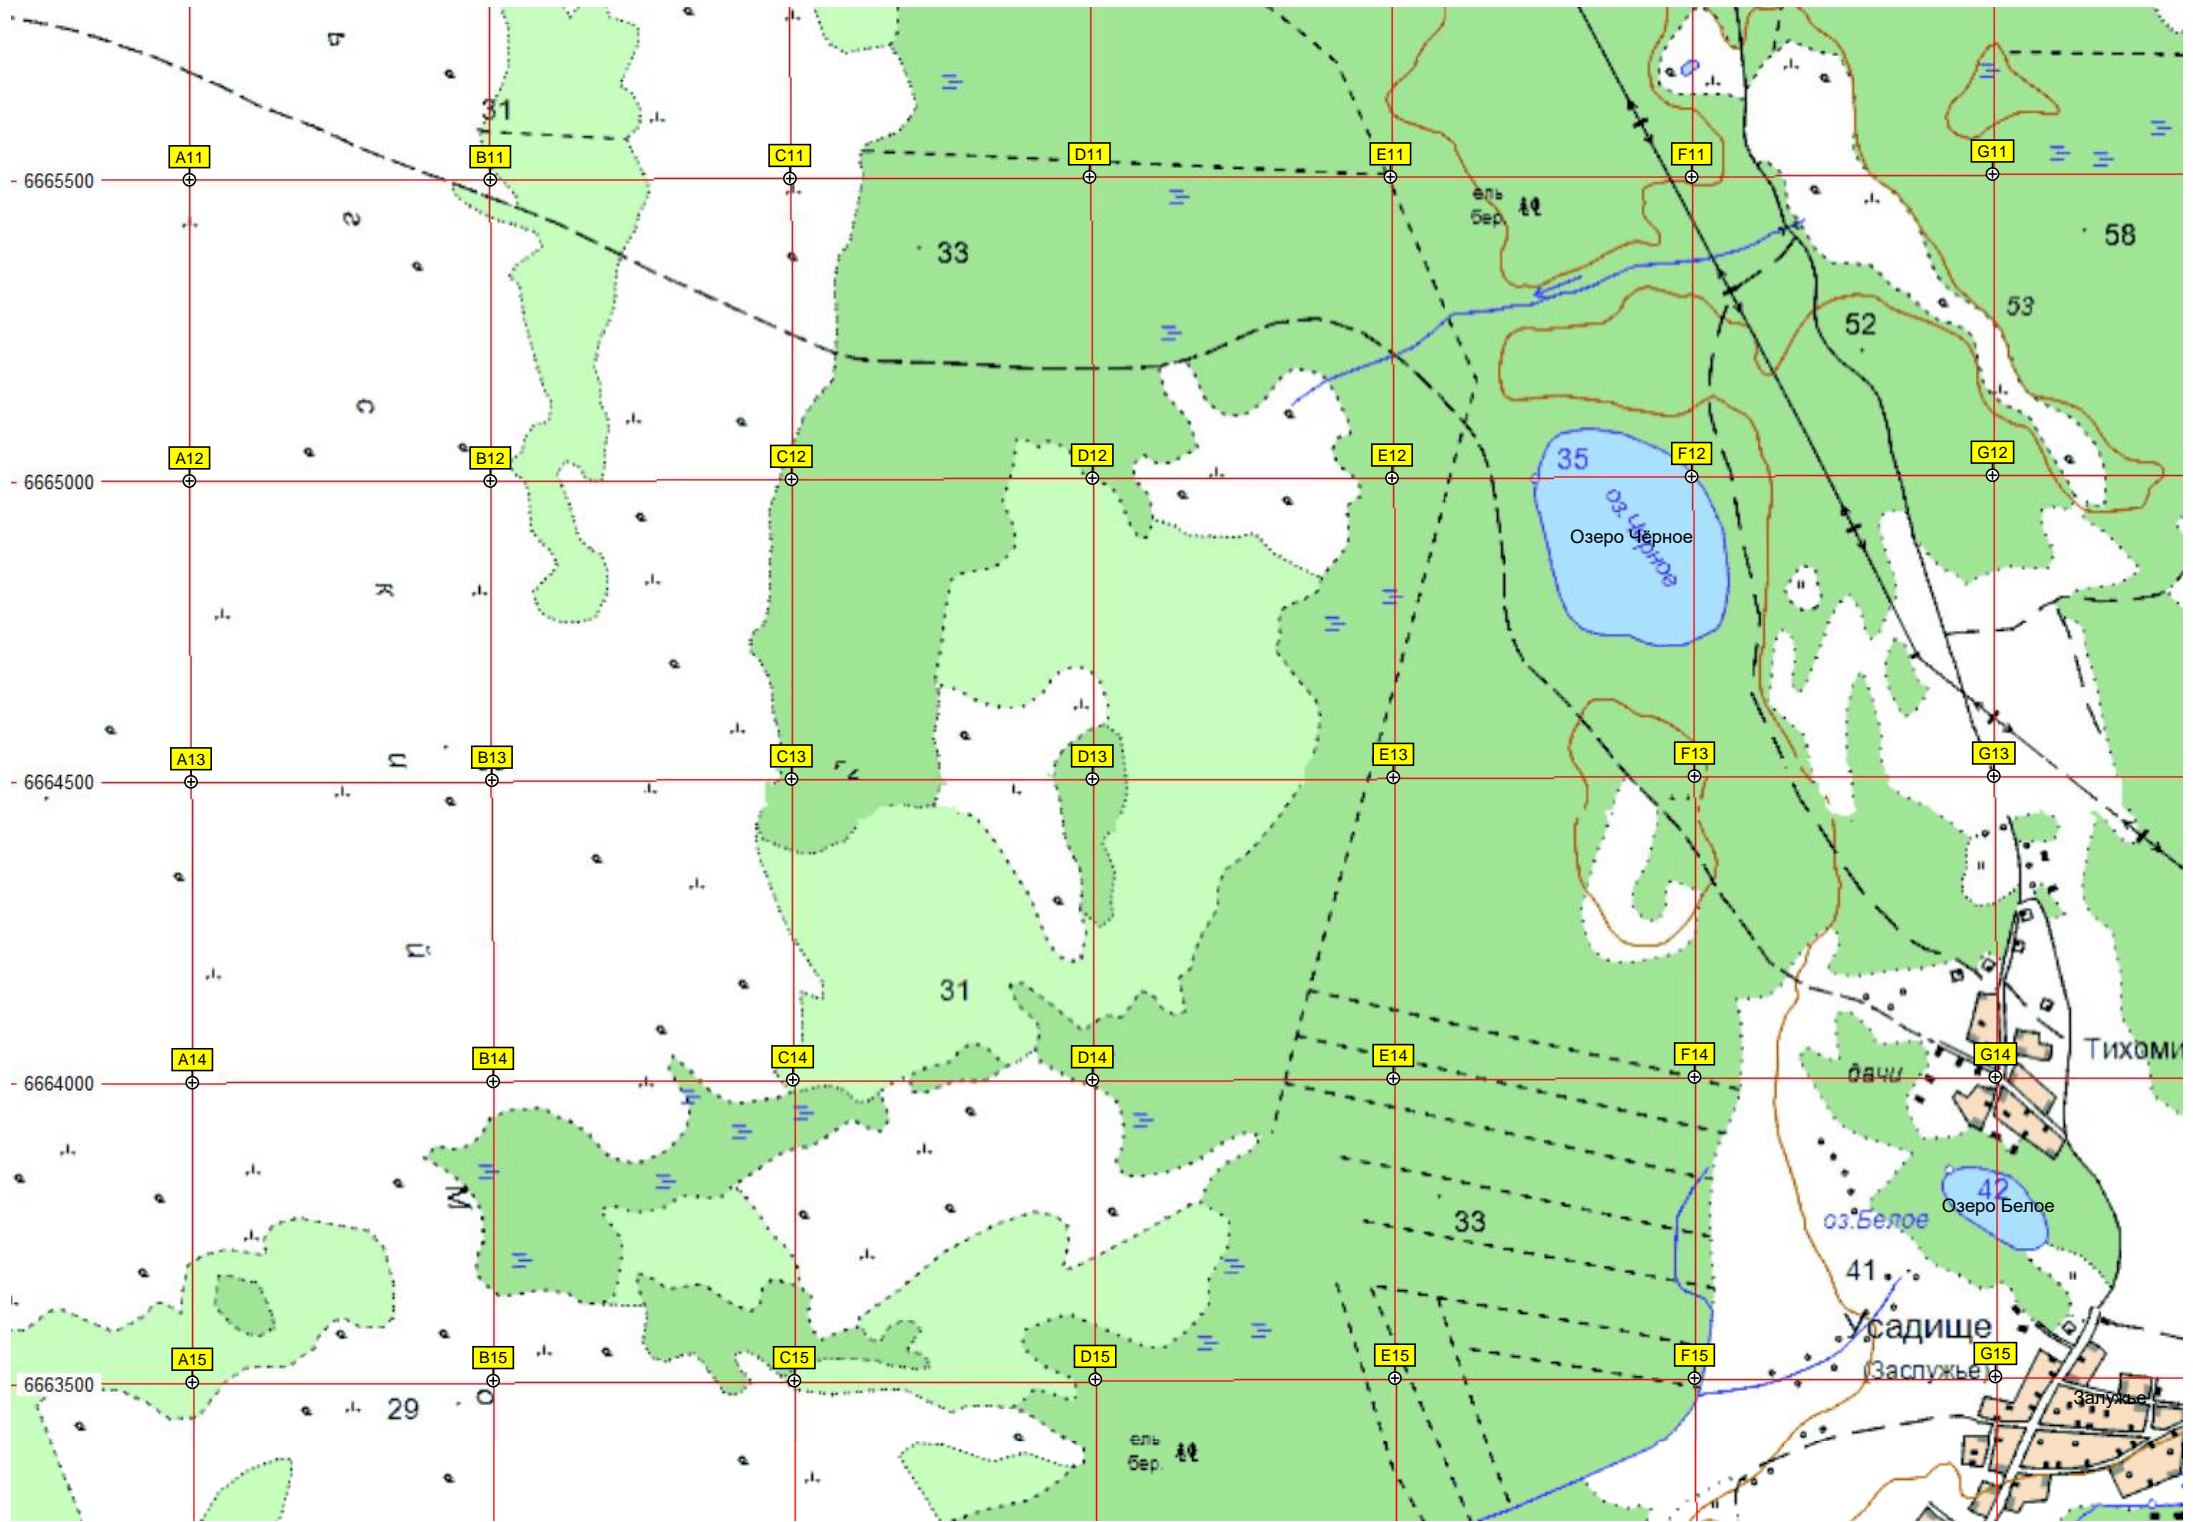 31
A11
B11
C11
D11
E11
F11
G11
6665500
ель
бер.
33
58
53
52
A12
B12
C12
D12
E12
F12
G12
6665000
35
оз.Чёрное
Озеро Чёрное
A13
B13
C13
D13
E13
F13
G13
6664500
31
A14
B14
C14
D14
E14
F14
G14
6664000
Тихоми
дачи
М
о
х
42
Озеро Белое
оз.Белое
33
41
Усадище
(Заслужье)
A15
B15
C15
D15
E15
F15
G15
6663500
29
Залужье
ель
бер.